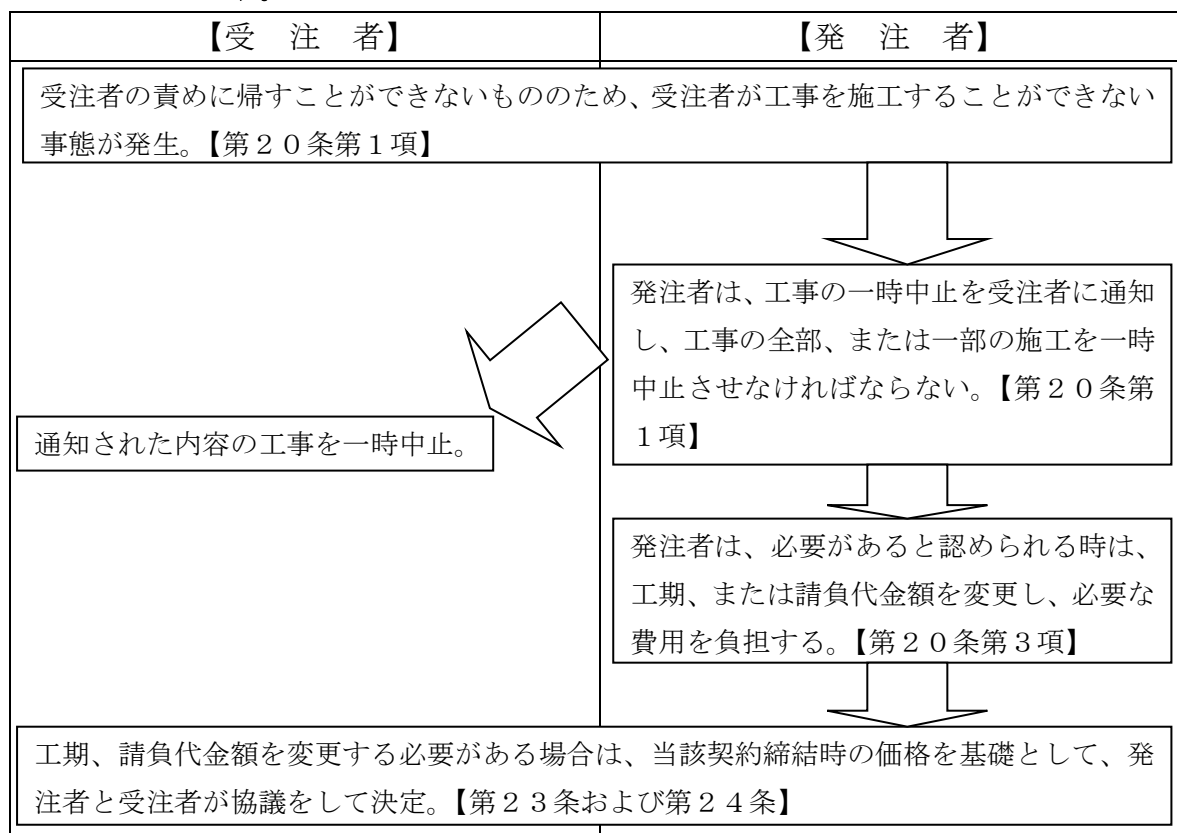 【受　注　者】
【発　注　者】
受注者の責めに帰すことができないもののため、受注者が工事を施工することができない
事態が発生。【第２０条第１項】
発注者は、工事の一時中止を受注者に通知
し、工事の全部、または一部の施工を一時
中止させなければならない。【第２０条第
１項】
通知された内容の工事を一時中止。
発注者は、必要があると認められる時は、
工期、または請負代金額を変更し、必要な
費用を負担する。【第２０条第３項】
工期、請負代金額を変更する必要がある場合は、当該契約締結時の価格を基礎として、発
注者と受注者が協議をして決定。【第２３条および第２４条】